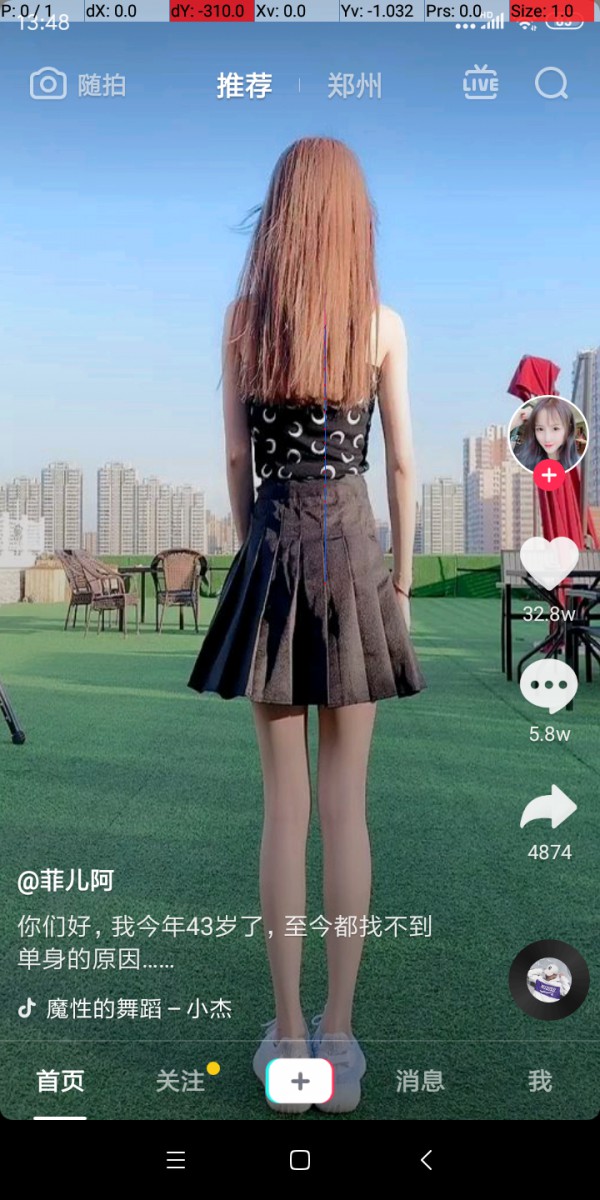 P: 0 / 1 dX: 0.0 dY: -310.0 Xv: 0.0 Yv: -1.032 Prs: 0.0 Size: 1.0
13:48 HD
随拍 推荐 郑州 LIVE
32.8w
5.8w
4874
@菲儿阿
你们好，我今年43岁了，至今都找不到
单身的原因……
魔性的舞蹈 – 小杰
首页 关注 消息 我